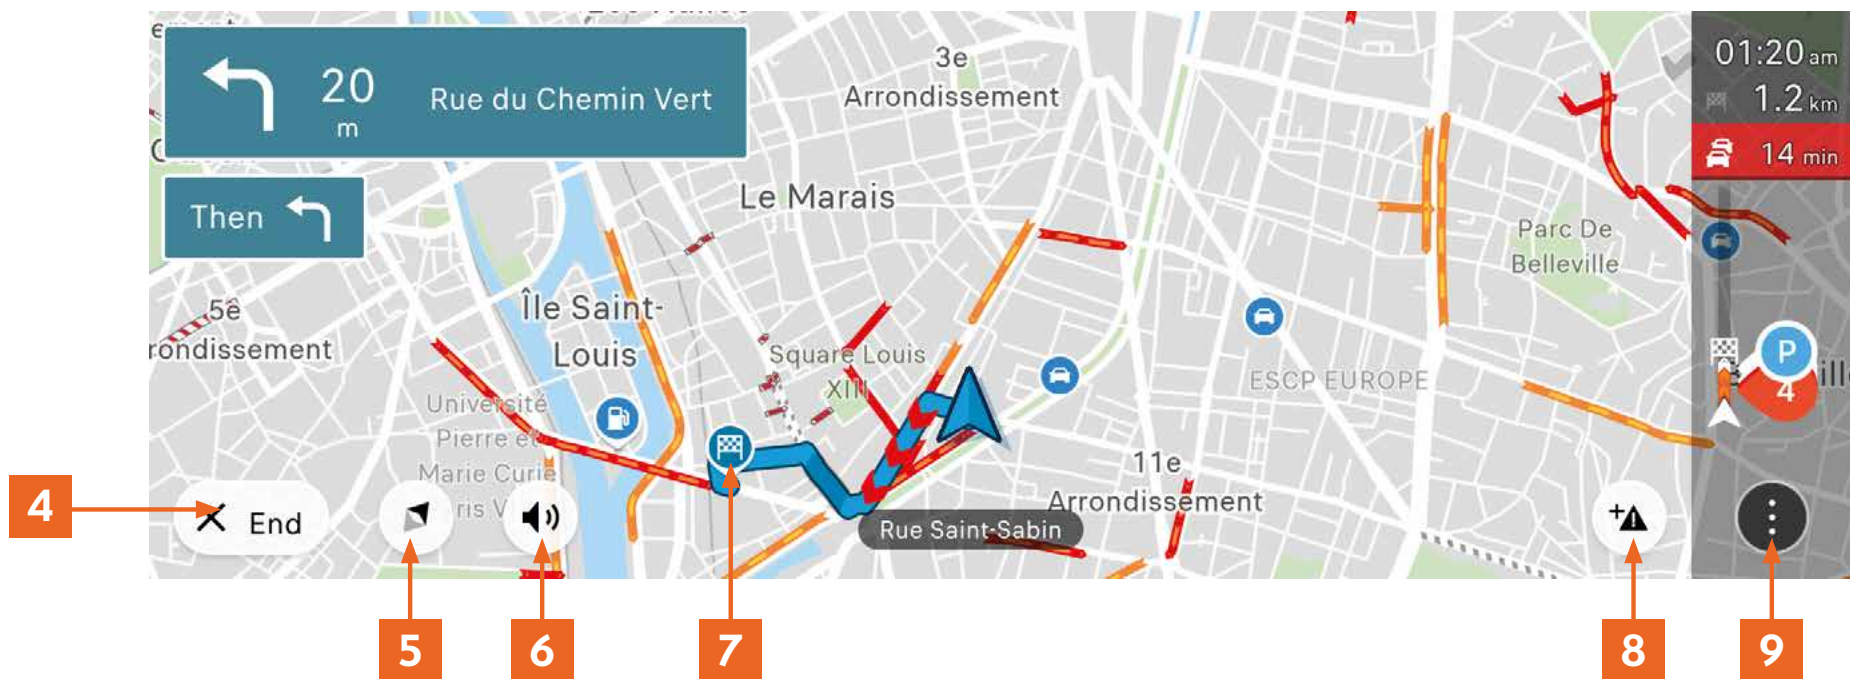 20
m
Rue du Chemin Vert
Then
3e
Arrondissement
Le Marais
01:20 am
1.2 km
14 min
Parc De
Belleville
5e
rondissement
Île Saint-
Louis
Square Louis
XIII
Université
Pierre et
Marie Curie
ris V
ESCP EUROPE
P
4
ill
11e
Arrondissement
Rue Saint-Sabin
End
4
5
6
7
8
9